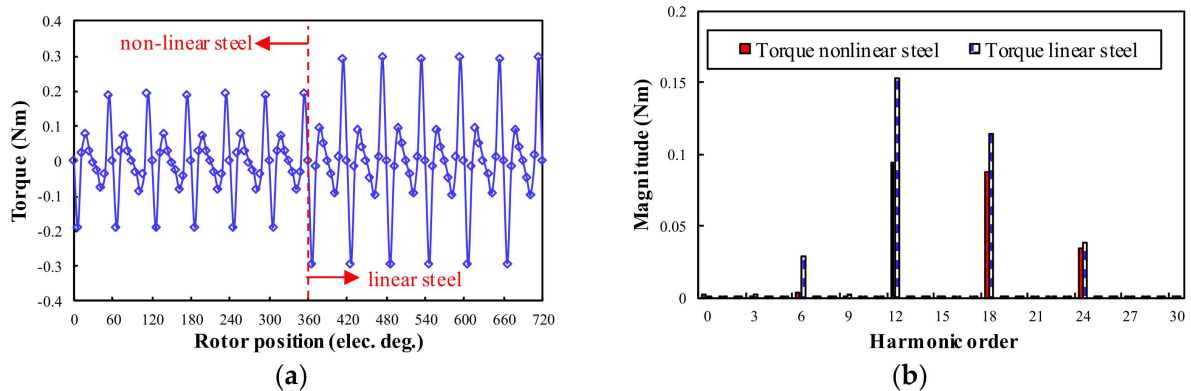 0.4
0.3
0.2
0.1
0
-0.1
-0.2
-0.3
-0.4
Torque (Nm)
non-linear steel
linear steel
0 60 120 180 240 300 360 420 480 540 600 660 720
Rotor position (elec. deg.)
(a)
0.2
0.15
0.1
0.05
0
Magnitude (Nm)
Torque nonlinear steel Torque linear steel
0 3 6 9 12 15 18 21 24 27 30
Harmonic order
(b)